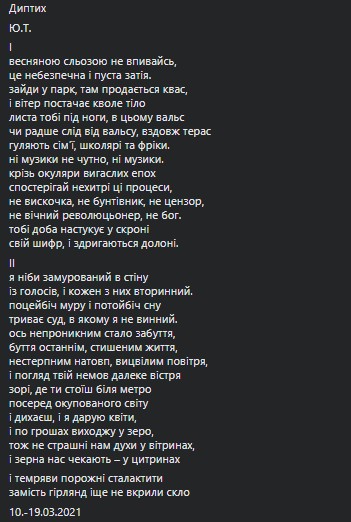 Диптих
Ю.Т.
І
весняною сльозою не впивайсь,
це небезпечна і пуста затія.
зайди у парк, там продається квас,
і вітер постачає кволе тіло
листа тобі під ноги, в цьому вальс
чи радше слід від вальсу, вздовж терас
гуляють сім'ї, школярі та фріки.
ні музики не чутно, ні музики.
крізь окуляри вигаслих епох
спостерігай нехитрі ці процеси,
не вискочка, не бунтівник, не цензор,
не вічний революцьонер, не бог.
тобі доба настукує у скроні
свій шифр, і здригаються долоні.
ІІ
я ніби замурований в стіну
із голосів, і кожен з них вторинний.
поцейбіч муру і потойбіч сну
триває суд, в якому я не винний.
ось непроникним стало забуття,
буття останнім, стишеним життя,
нестерпним натовп, вицвілим повітря,
і погляд твій немов далеке вістря
зорі, де ти стоїш біля метро
посеред окупованого світу
і дихаєш, і я дарую квіти,
і по грошах виходжу у зеро,
тож не страшні нам духи у вітринах,
і зерна нас чекають – у цитринах
і темряви порожні сталактити
замість гірлянд іще не вкрили скло
10.-19.03.2021